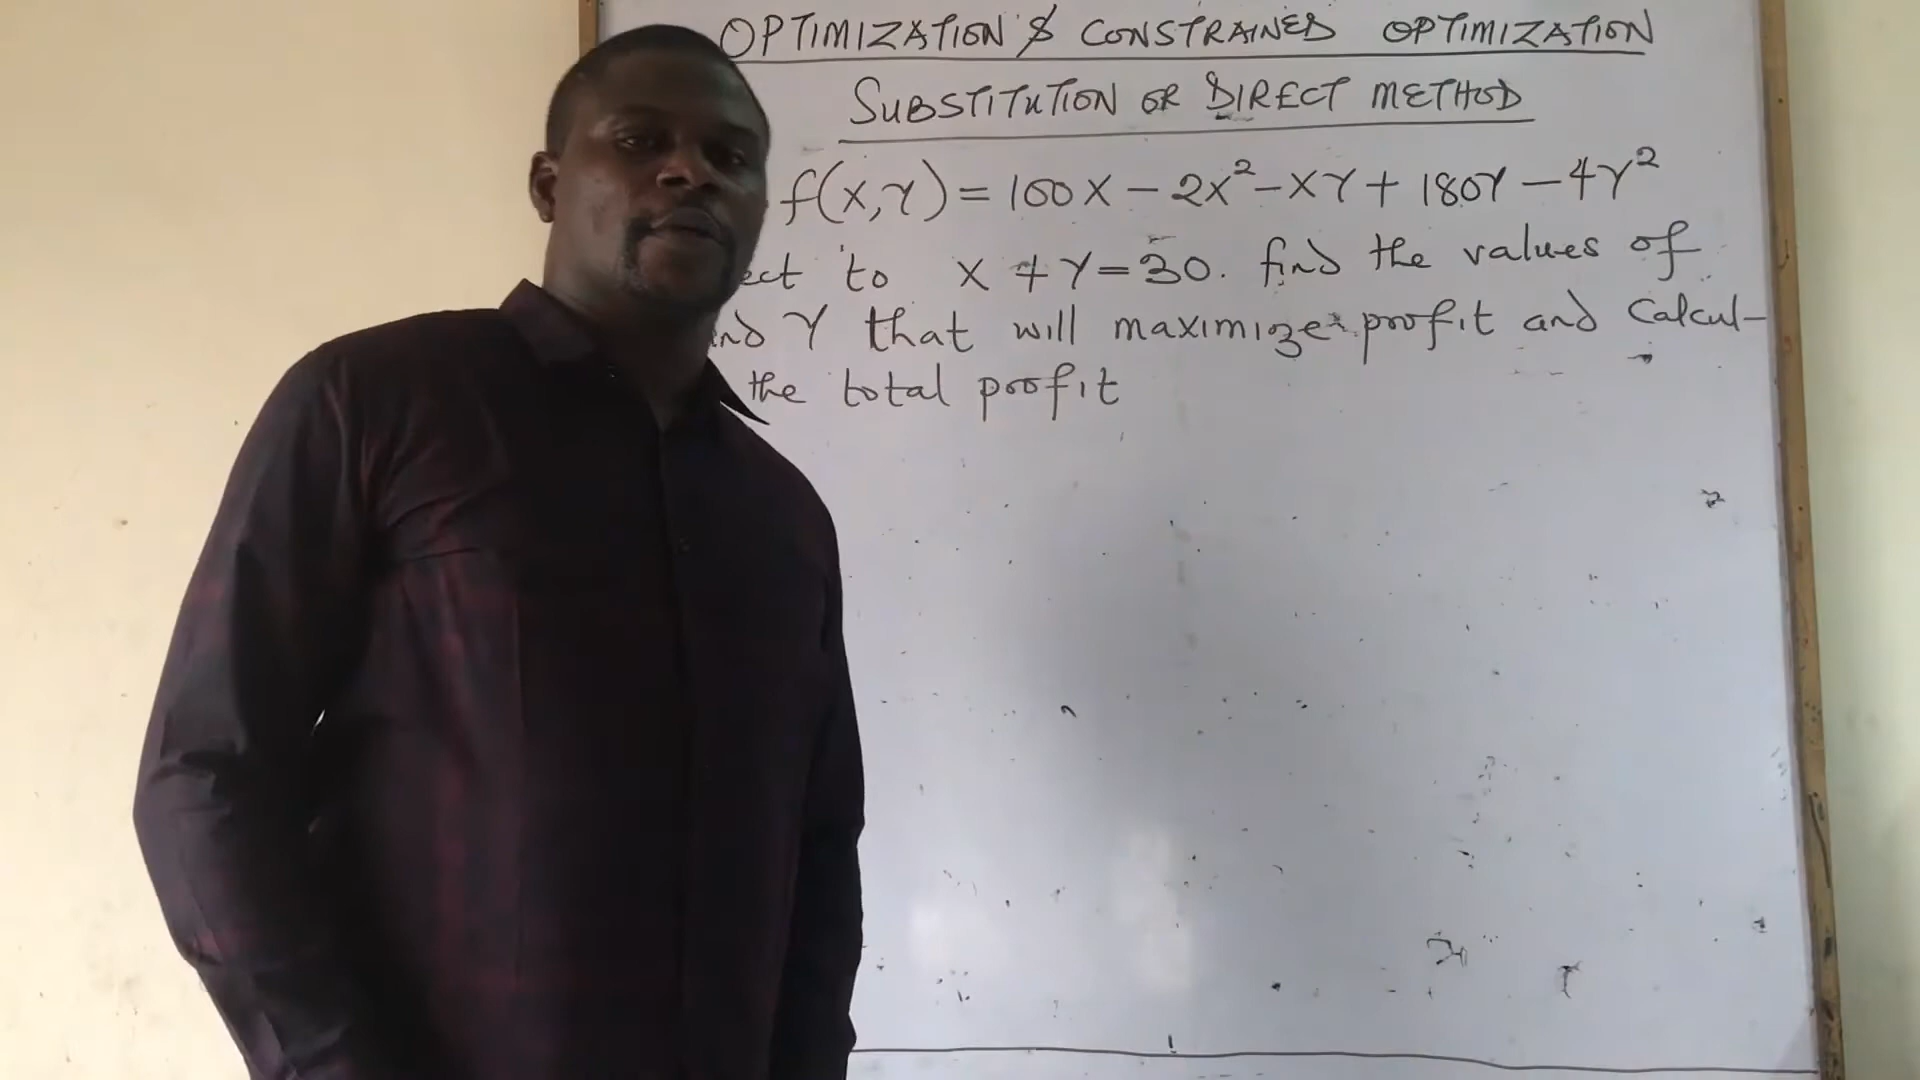 OPTIMIZATION $ CONSTRAINED OPTIMIZATION
SUBSTITUTION OR DIRECT METHOD
f(X,Y) = 100X - 2X² - XY + 180Y - 4Y²
ect to X + Y = 30. find the values of
nd Y that will maximize profit and Calcul-
the total profit